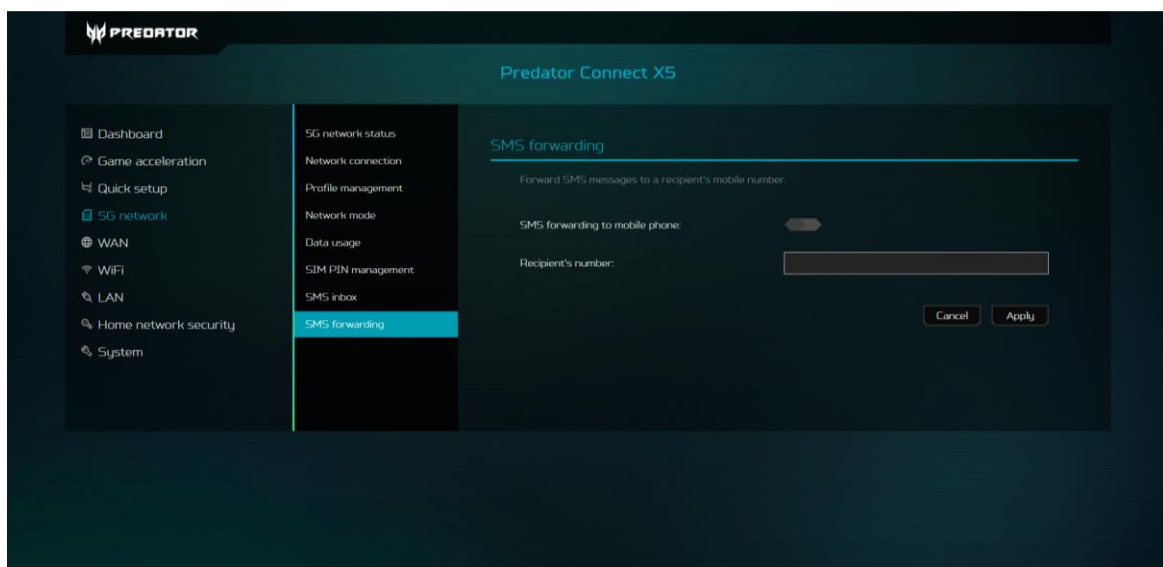 PREDATOR
Predator Connect X5
Dashboard
Game acceleration
Quick setup
5G network
WAN
WiFi
LAN
Home network security
System
5G network status
Network connection
Profile management
Network mode
Data usage
SIM PIN management
SMS inbox
SMS forwarding
SMS forwarding
Forward SMS messages to a recipient's mobile number.
SMS forwarding to mobile phone:
Recipient's number:
Cancel Apply